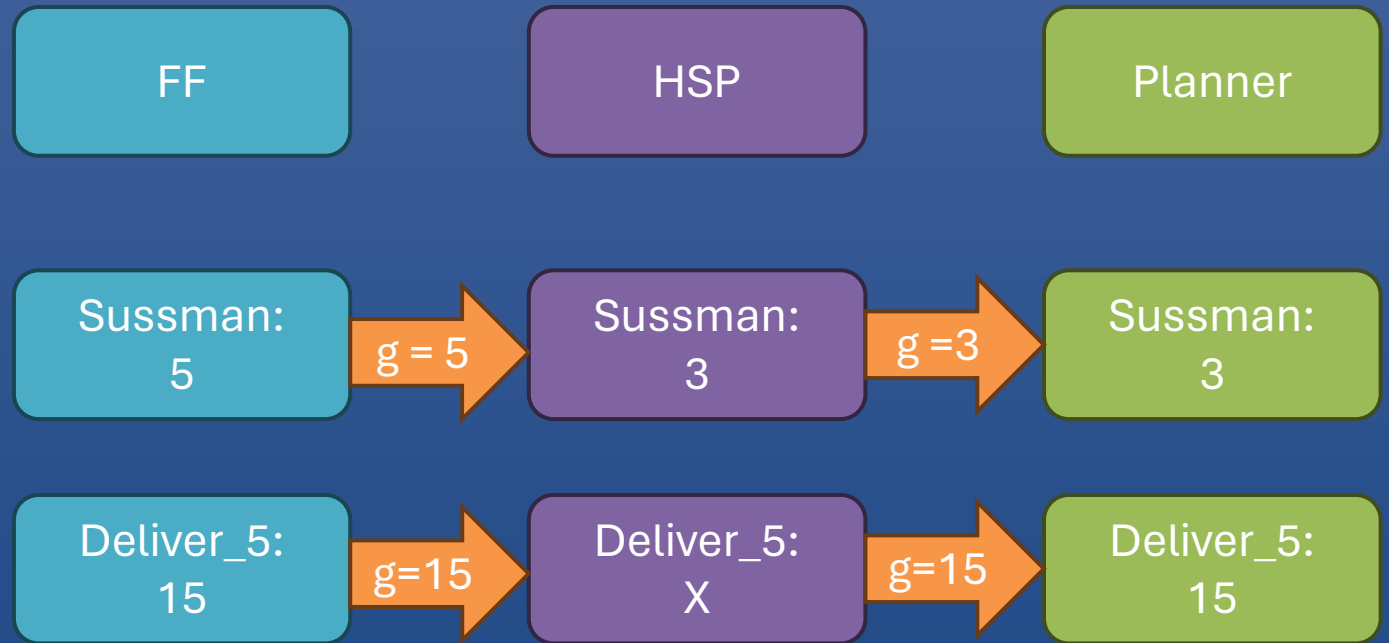 FF
HSP
Planner
Sussman:
5
g = 5
Sussman:
3
g =3
Sussman:
3
Deliver_5:
15
g=15
Deliver_5:
X
g=15
Deliver_5:
15